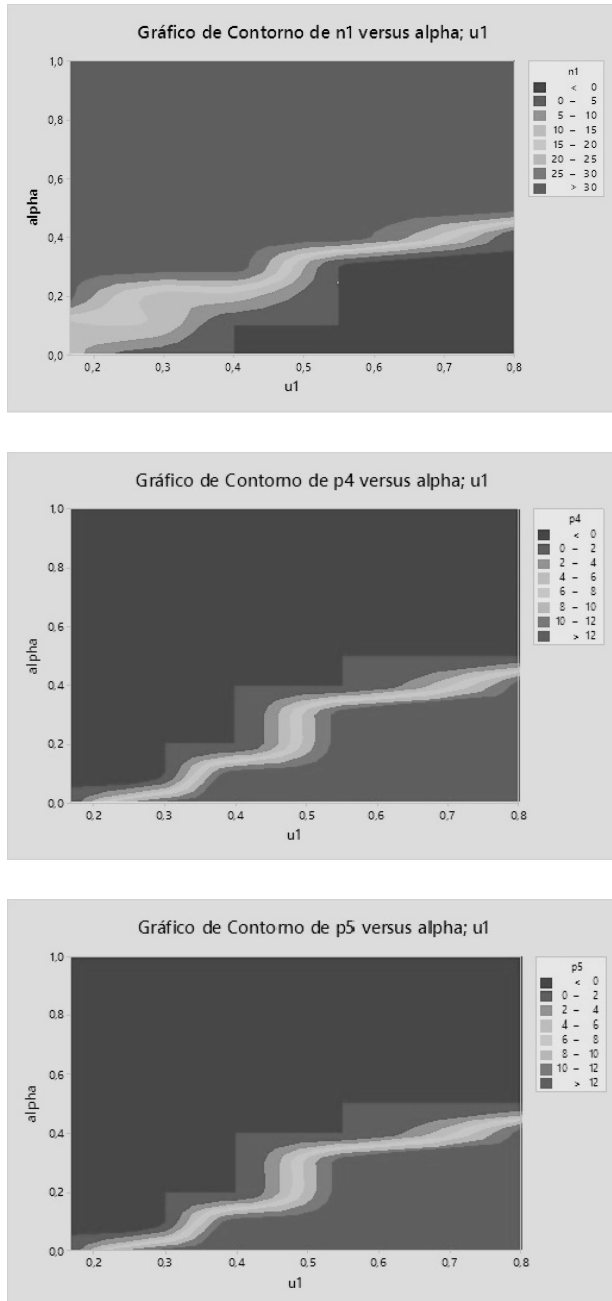 Gráfico de Contorno de n1 versus alpha; u1
1,0
0,8
0,6
0,4
0,2
0,0
alpha
0,2 0,3 0,4 0,5 0,6 0,7 0,8
u1
n1
< 0
0 – 5
5 – 10
10 – 15
15 – 20
20 – 25
25 – 30
> 30
Gráfico de Contorno de p4 versus alpha; u1
1.0
0,8
0,6
0,4
0,2
0,0
alpha
0,2 0,3 0,4 0,5 0,6 0,7 0,8
u1
p4
< 0
0 – 2
2 – 4
4 – 6
6 – 8
8 – 10
10 – 12
> 12
Gráfico de Contorno de p5 versus alpha; u1
1,0
0,8
0,6
0,4
0,2
0,0
alpha
0,2 0,3 0,4 0,5 0,6 0,7 0,8
u1
p5
< 0
0 – 2
2 – 4
4 – 6
6 – 8
8 – 10
10 – 12
> 12